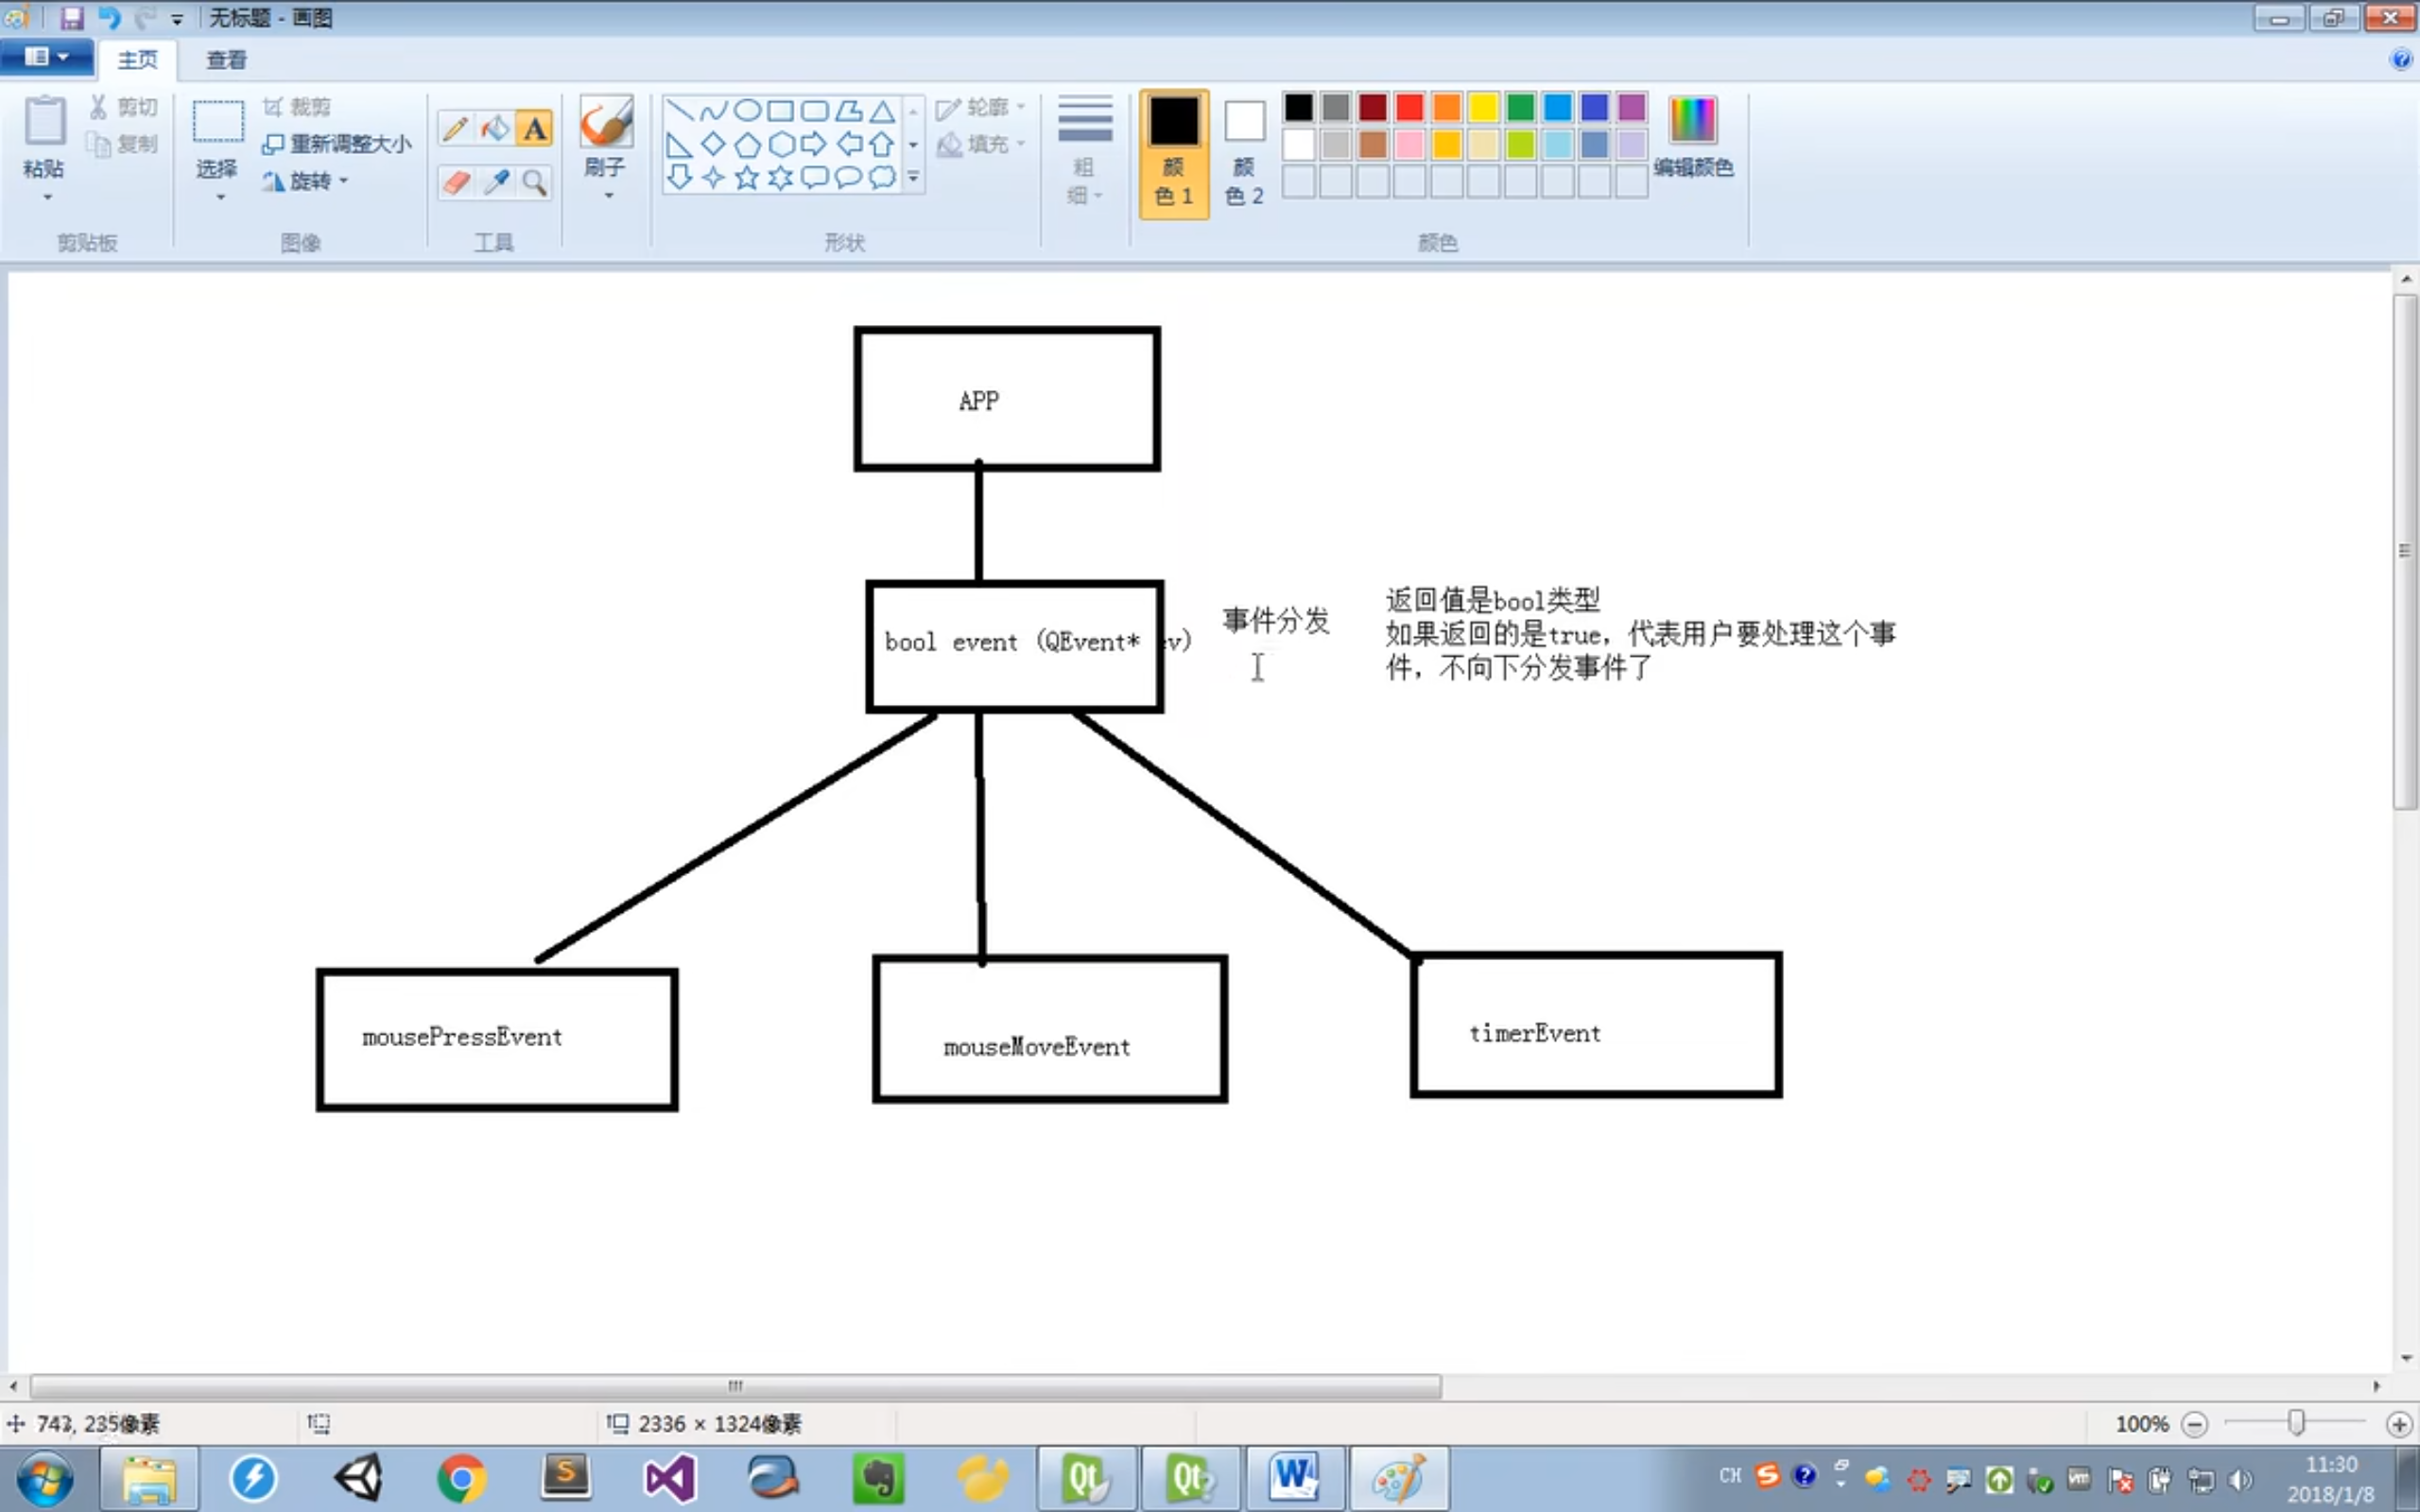 无标题 - 画图
主页 查看
粘贴
剪切
复制
剪贴板
选择
裁剪
重新调整大小
旋转
图像
A
工具
刷子
轮廓
填充
形状
粗
细
颜
色 1
颜
色 2
编辑颜色
颜色
APP
bool event (QEvent* ev)
事件分发
返回值是bool类型
如果返回的是true, 代表用户要处理这个事
件, 不向下分发事件了
mousePressEvent
mouseMoveEvent
timerEvent
2336 × 1324像素
100%
CH
11:30
2018/1/8